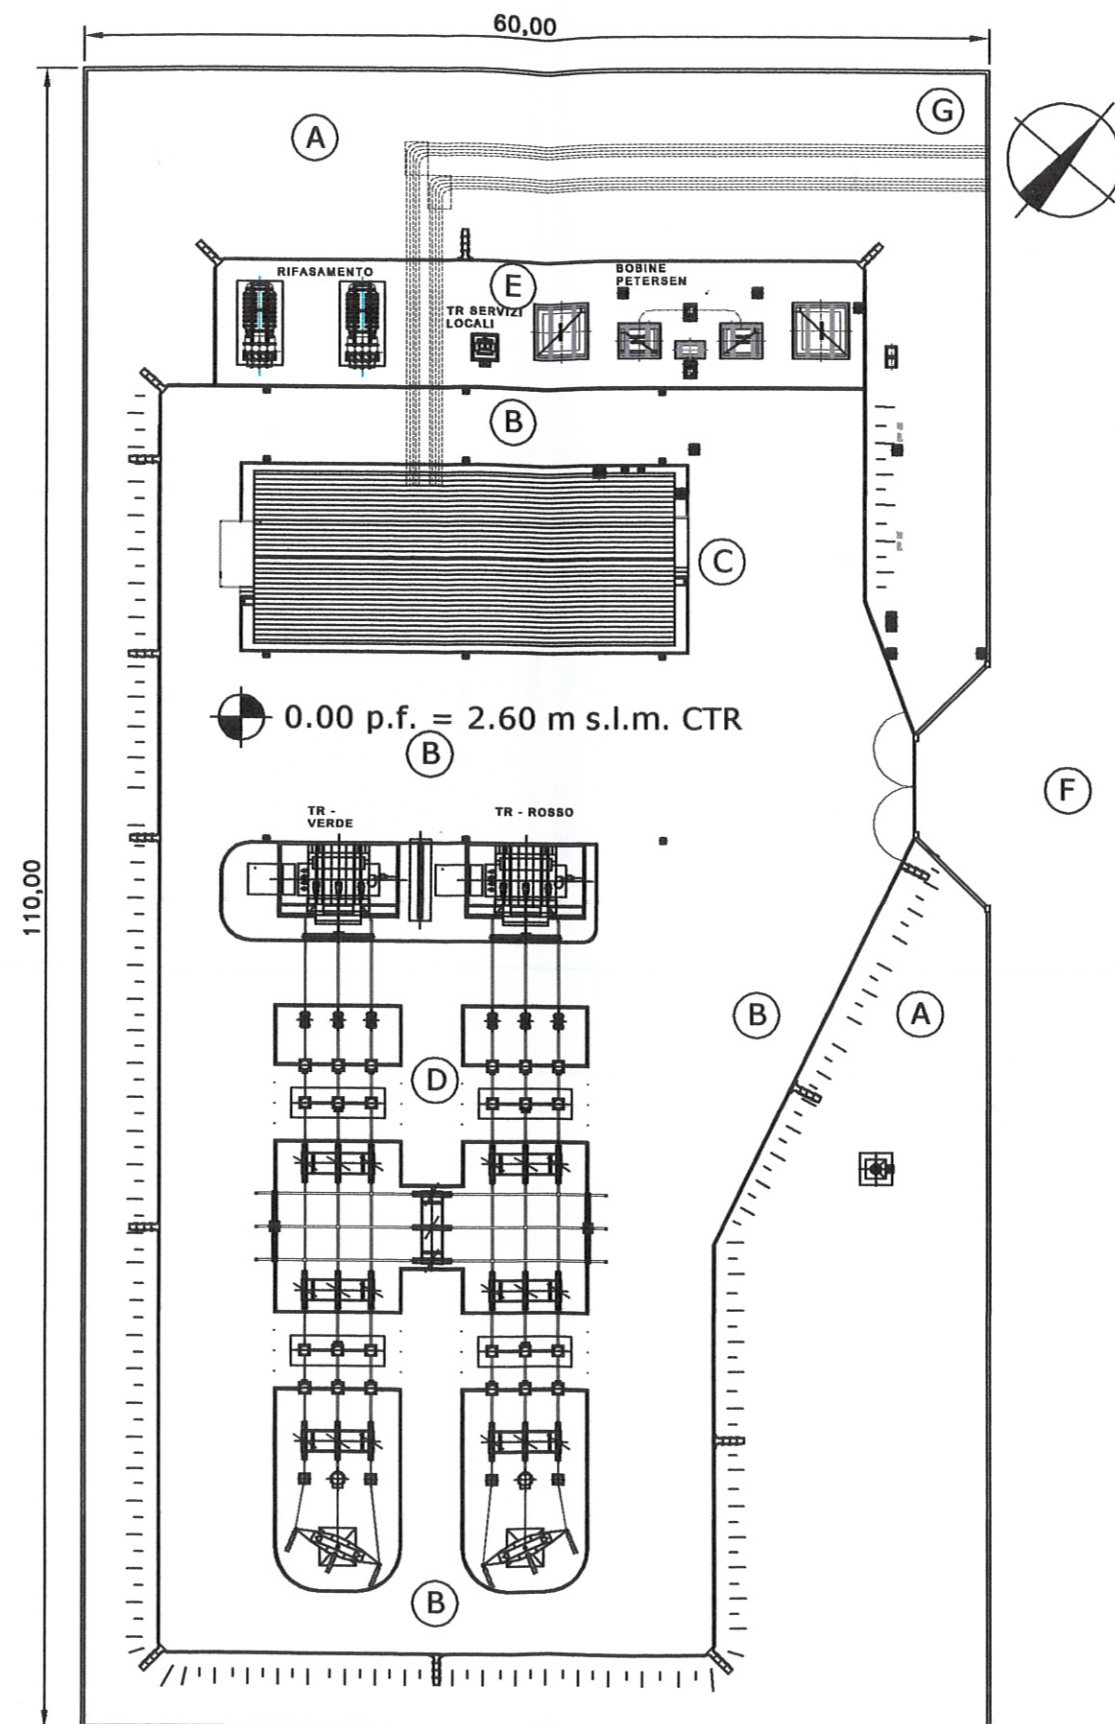 60,00
G
A
RIFASAMENTO
E
BOBINE
PETERSEN
TR SERVIZI
LOCALI
B
C
0.00 p.f. = 2.60 m s.l.m. CTR
B
F
TR -
VERDE
TR - ROSSO
110,00
B
A
D
B